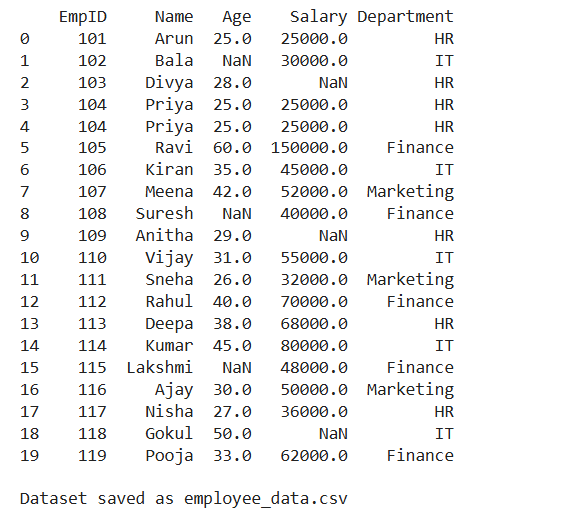 EmpID Name Age Salary Department
0 101 Arun 25.0 25000.0 HR
1 102 Bala NaN 30000.0 IT
2 103 Divya 28.0 NaN HR
3 104 Priya 25.0 25000.0 HR
4 104 Priya 25.0 25000.0 HR
5 105 Ravi 60.0 150000.0 Finance
6 106 Kiran 35.0 45000.0 IT
7 107 Meena 42.0 52000.0 Marketing
8 108 Suresh NaN 40000.0 Finance
9 109 Anitha 29.0 NaN HR
10 110 Vijay 31.0 55000.0 IT
11 111 Sneha 26.0 32000.0 Marketing
12 112 Rahul 40.0 70000.0 Finance
13 113 Deepa 38.0 68000.0 HR
14 114 Kumar 45.0 80000.0 IT
15 115 Lakshmi NaN 48000.0 Finance
16 116 Ajay 30.0 50000.0 Marketing
17 117 Nisha 27.0 36000.0 HR
18 118 Gokul 50.0 NaN IT
19 119 Pooja 33.0 62000.0 Finance
Dataset saved as employee_data.csv